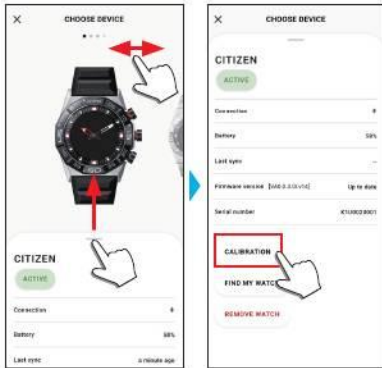 CHOOSE DEVICE
CITIZEN
ACTIVE
Connection
Battery 88%
Last sync a minute ago
CHOOSE DEVICE
CITIZEN
ACTIVE
Connection
Battery 58%
Last sync --
Firmware version
Up to date
Serial number
CALIBRATION
FIND MY WATCH
REMOVE WATCH